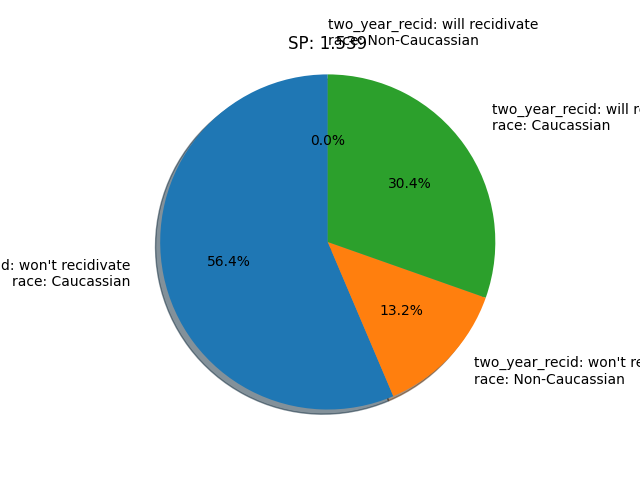 two_year_recid: will recidivate
race: Non-Caucassian
SP: 1.539
two_year_recid: will re
race: Caucassian
0.0%
30.4%
56.4%
d: won't recidivate
race: Caucassian
13.2%
two_year_recid: won't re
race: Non-Caucassian